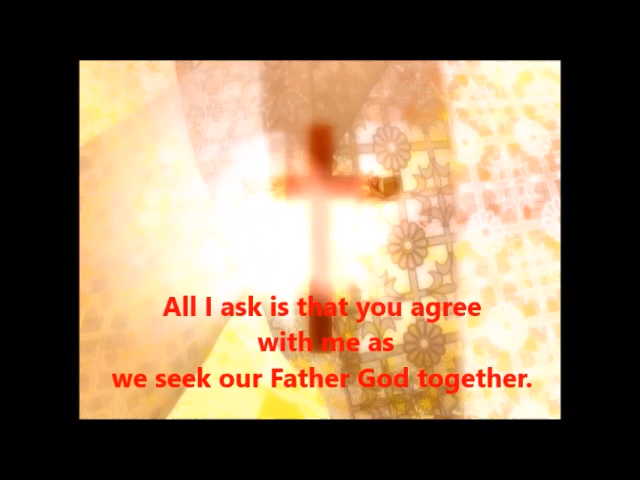 All I ask is that you agree
with me as
we seek our Father God together.